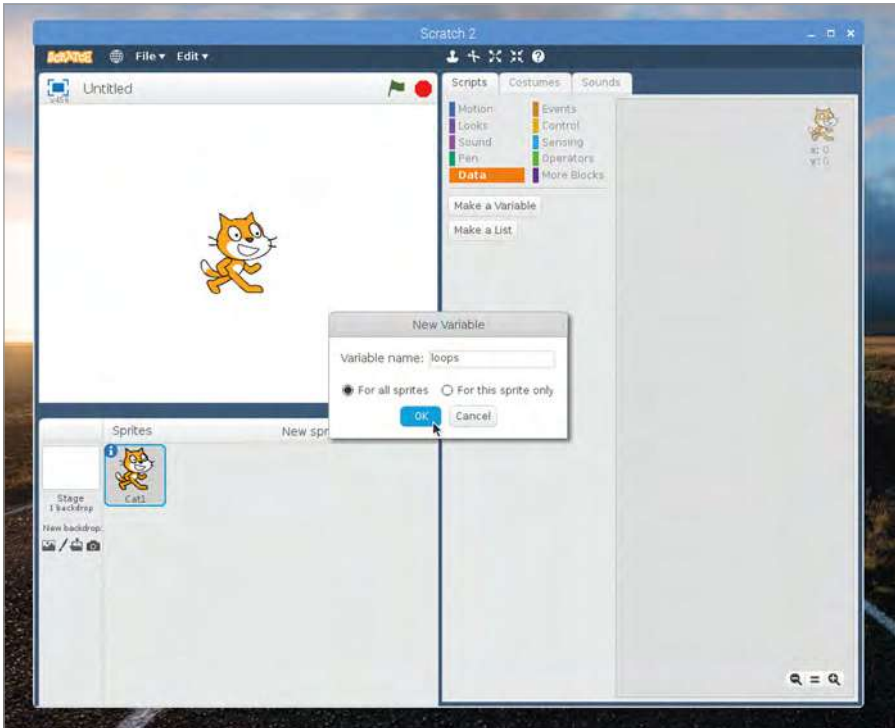 Scratch 2
SCRATCH File Edit
Untitled
Scripts Costumes Sounds
Motion Events
Looks Control
Sound Sensing
Pen Operators
Data More Blocks
Make a Variable
Make a List
x: 0
y: 0
New Variable
Variable name: loops
For all sprites For this sprite only
OK Cancel
Sprites New spr
Stage
1 backdrop
Cat1
New backdrop: